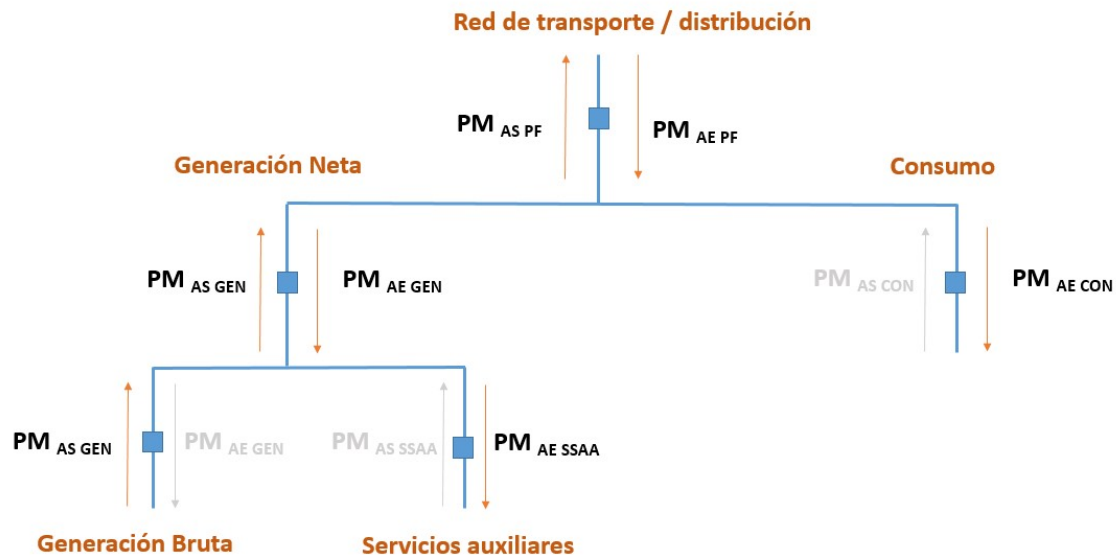 Red de transporte / distribución
PM AS PF
PM AE PF
Generación Neta
Consumo
PM AS GEN
PM AE GEN
PM AS CON
PM AE CON
PM AS GEN
PM AE GEN
PM AS SSAA
PM AE SSAA
Generación Bruta
Servicios auxiliares